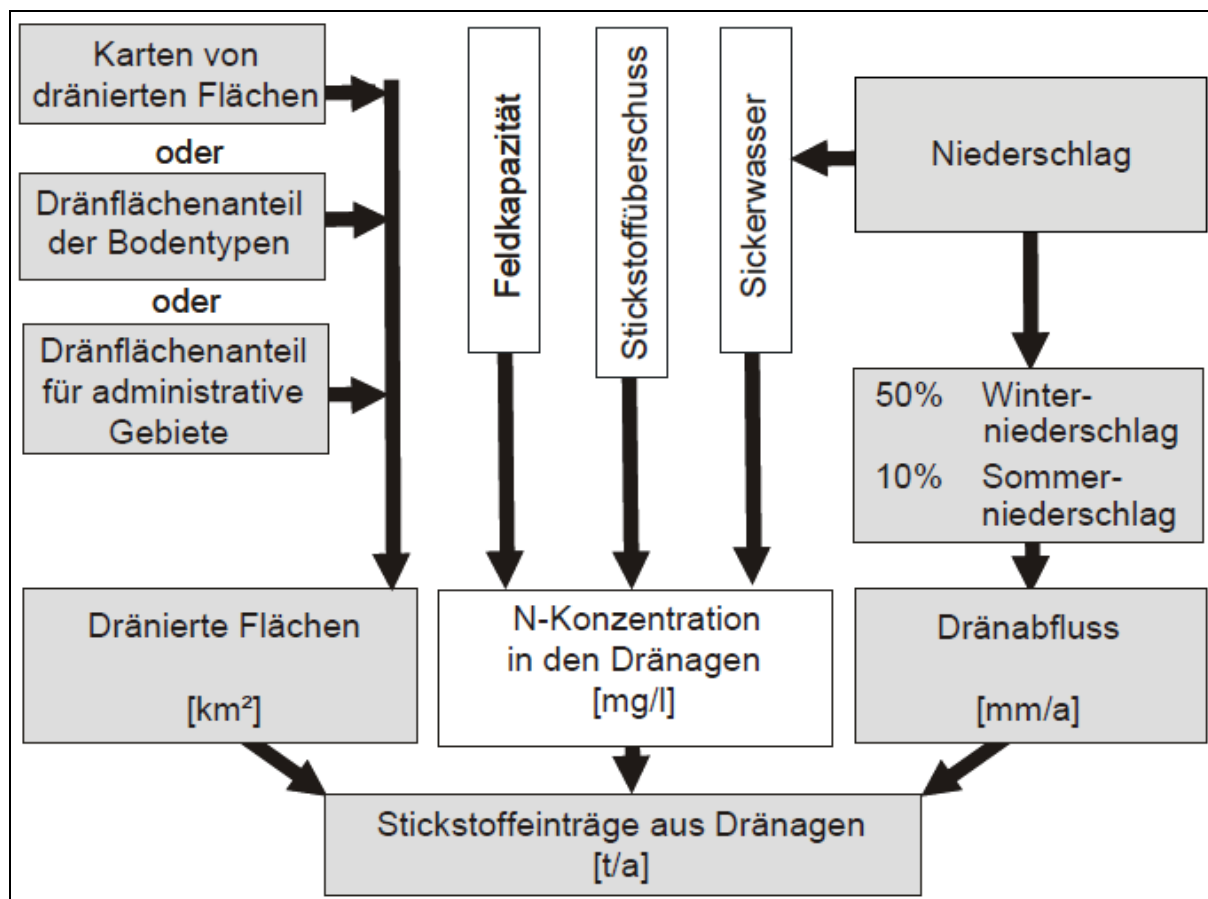 Karten von
dränierten Flächen
oder
Dränflächenanteil
der Bodentypen
oder
Dränflächenanteil
für administrative
Gebiete
Feldkapazität
Stickstoffüberschuss
Sickerwasser
Niederschlag
50% Winter-
niederschlag
10% Sommer-
niederschlag
Dränierte Flächen
[km²]
N-Konzentration
in den Dränagen
[mg/l]
Dränabfluss
[mm/a]
Stickstoffeinträge aus Dränagen
[t/a]